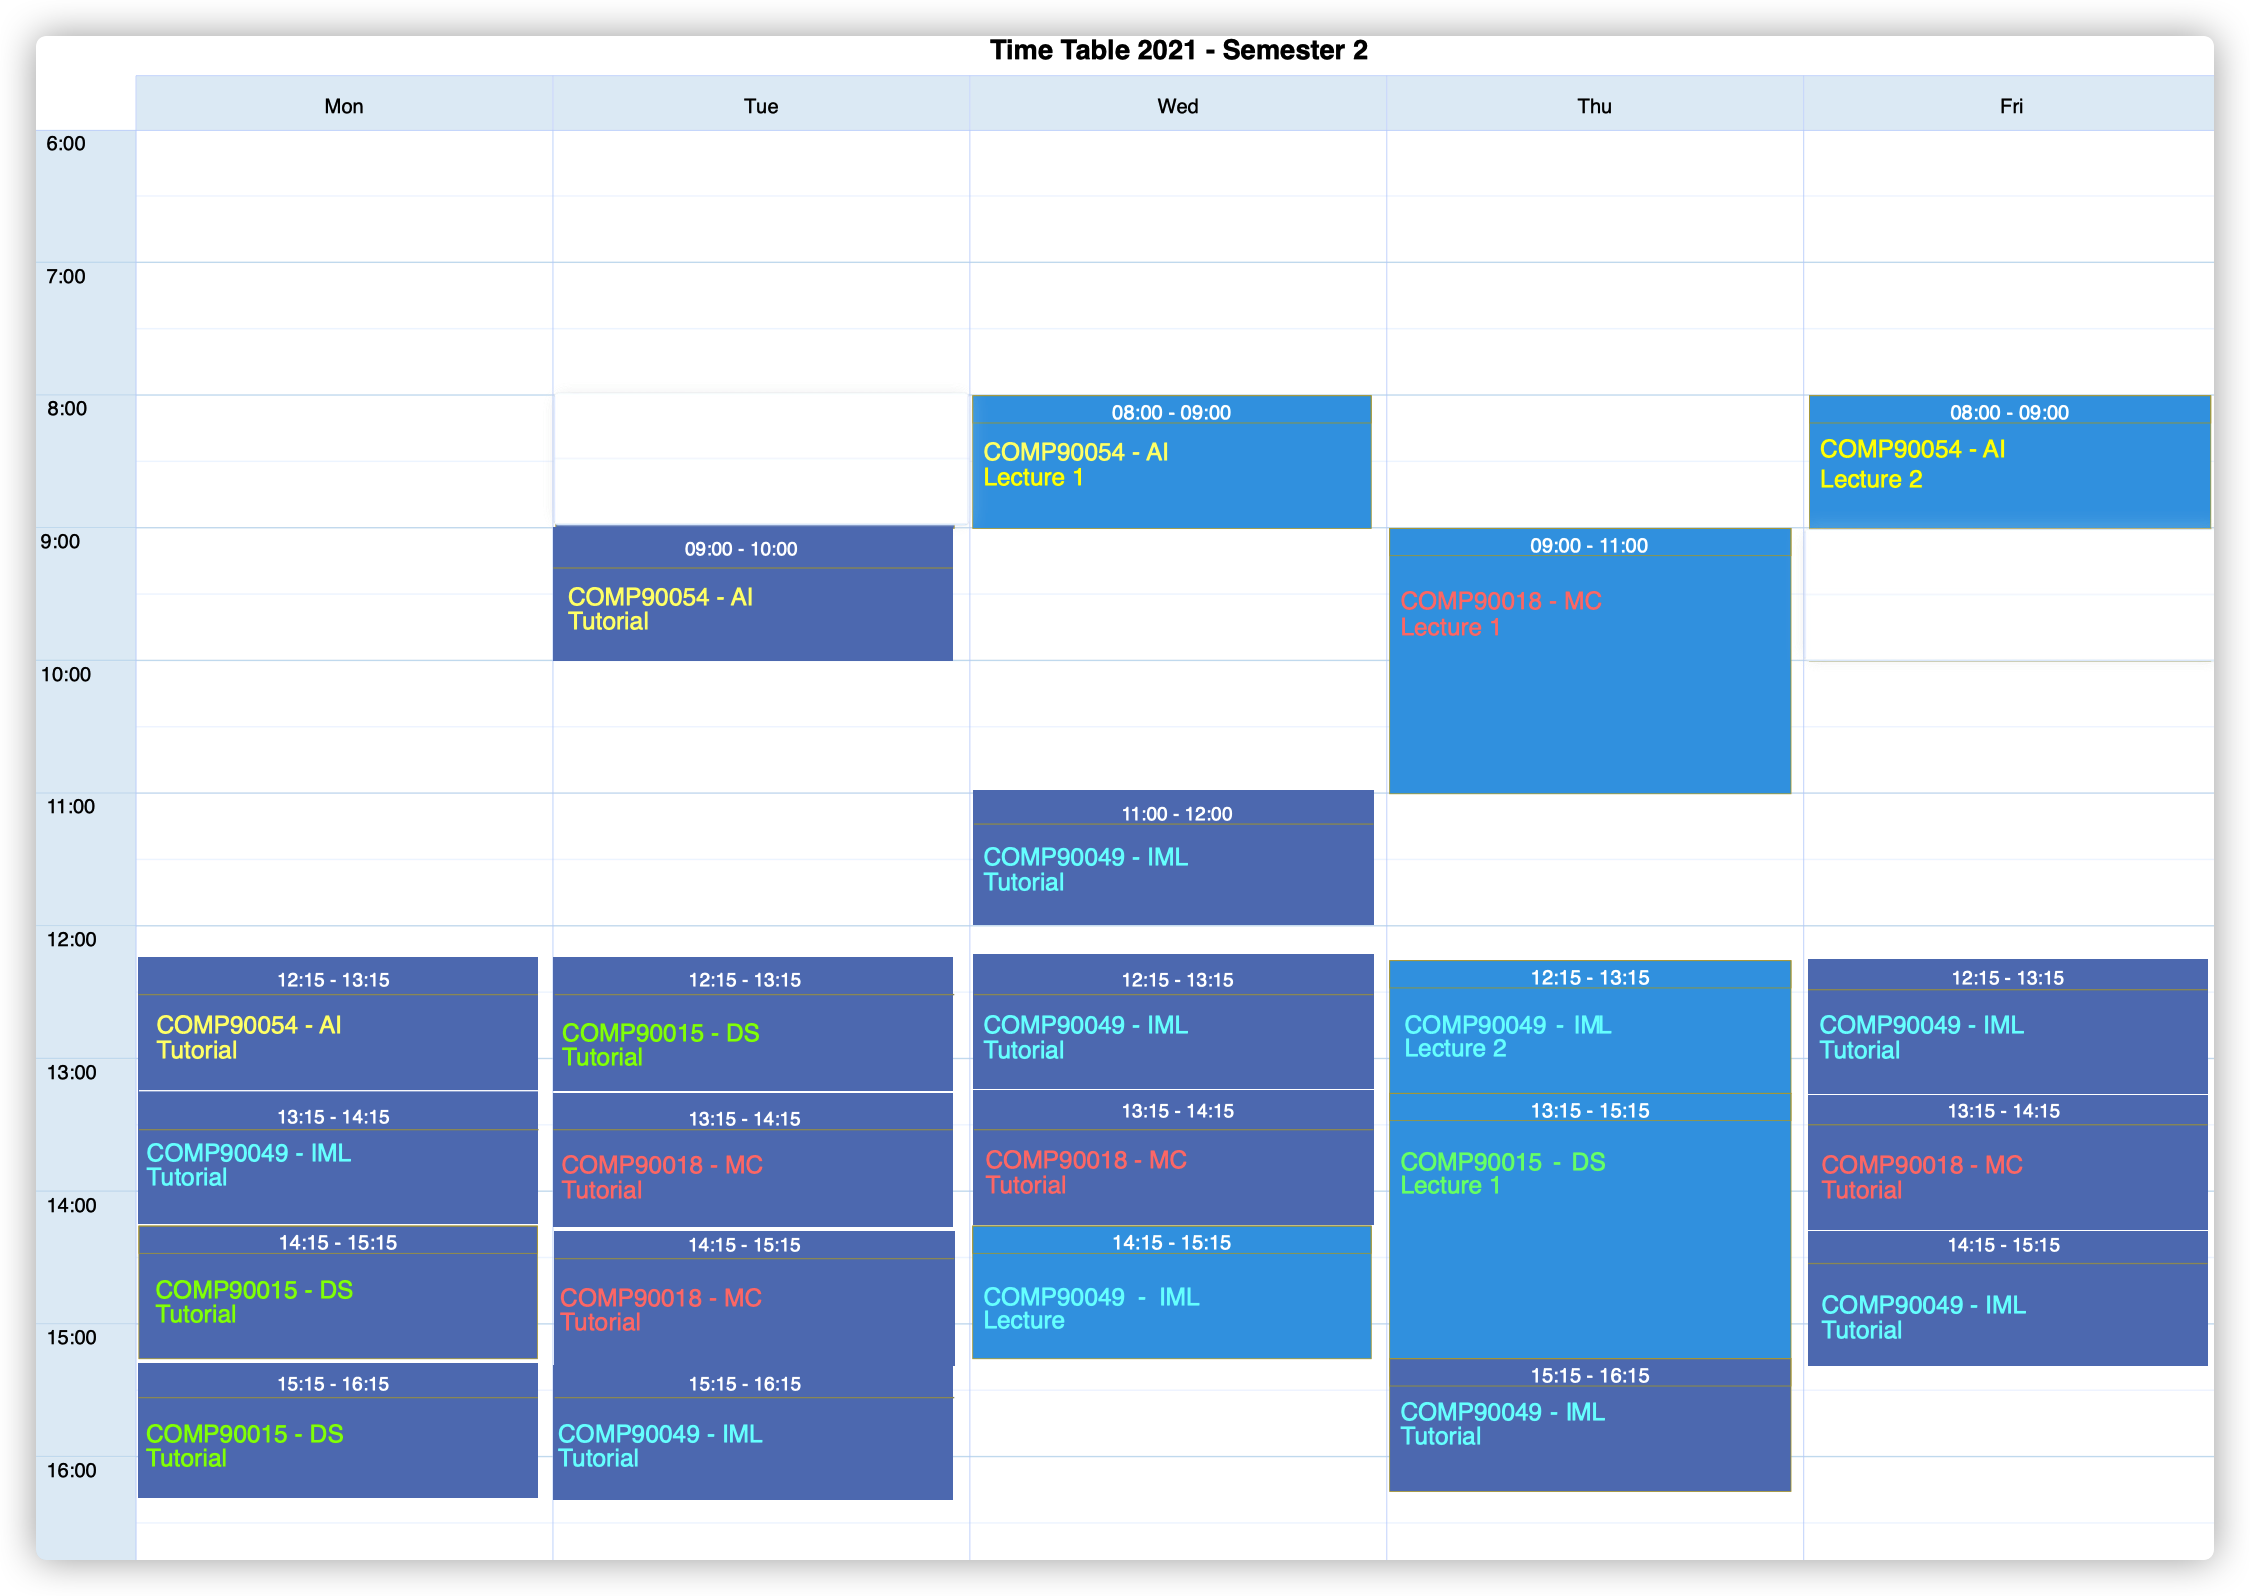 Time Table 2021 - Semester 2
Mon
Tue
Wed
Thu
Fri
6:00
7:00
8:00
9:00
10:00
11:00
12:00
13:00
14:00
15:00
16:00
12:15 - 13:15
COMP90054 - AI
Tutorial
13:15 - 14:15
COMP90049 - IML
Tutorial
14:15 - 15:15
COMP90015 - DS
Tutorial
15:15 - 16:15
COMP90015 - DS
Tutorial
09:00 - 10:00
COMP90054 - AI
Tutorial
12:15 - 13:15
COMP90015 - DS
Tutorial
13:15 - 14:15
COMP90018 - MC
Tutorial
14:15 - 15:15
COMP90018 - MC
Tutorial
15:15 - 16:15
COMP90049 - IML
Tutorial
08:00 - 09:00
COMP90054 - AI
Lecture 1
11:00 - 12:00
COMP90049 - IML
Tutorial
12:15 - 13:15
COMP90049 - IML
Tutorial
13:15 - 14:15
COMP90018 - MC
Tutorial
14:15 - 15:15
COMP90049 - IML
Lecture
09:00 - 11:00
COMP90018 - MC
Lecture 1
12:15 - 13:15
COMP90049 - IML
Lecture 2
13:15 - 15:15
COMP90015 - DS
Lecture 1
15:15 - 16:15
COMP90049 - IML
Tutorial
08:00 - 09:00
COMP90054 - AI
Lecture 2
12:15 - 13:15
COMP90049 - IML
Tutorial
13:15 - 14:15
COMP90018 - MC
Tutorial
14:15 - 15:15
COMP90049 - IML
Tutorial